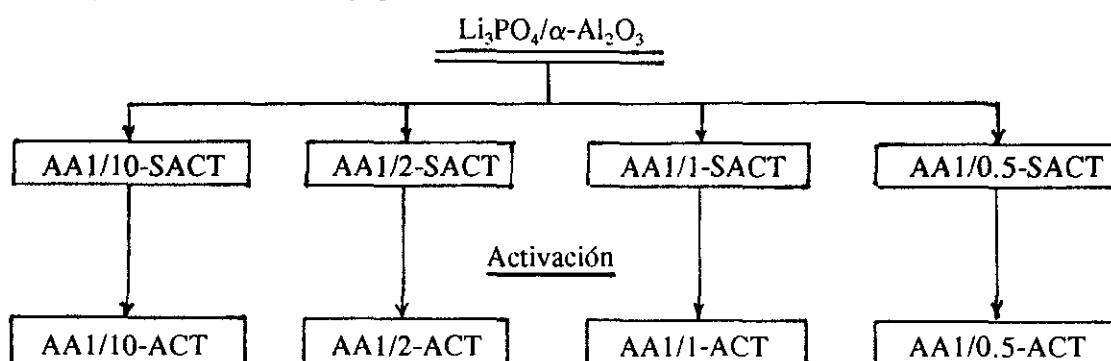 Li₃PO₄/α-Al₂O₃
AA1/10-SACT AA1/2-SACT AA1/1-SACT AA1/0.5-SACT
Activación
AA1/10-ACT AA1/2-ACT AA1/1-ACT AA1/0.5-ACT